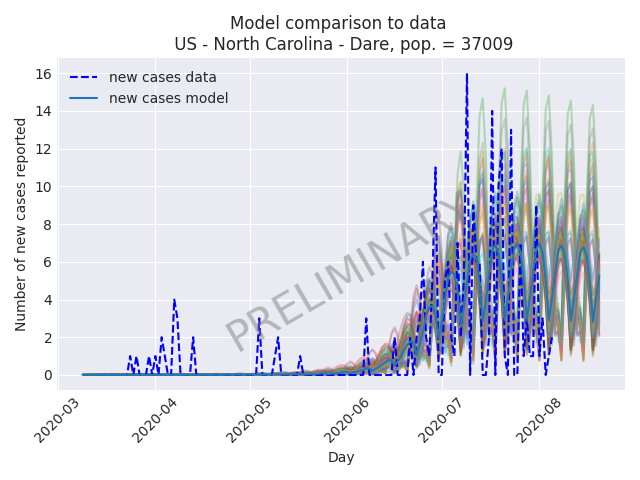 Model comparison to data
US - North Carolina - Dare, pop. = 37009
new cases data
new cases model
16
14
12
10
8
6
4
2
0
Number of new cases reported
PRELIMINARY
2020-03
2020-04
2020-05
2020-06
2020-07
2020-08
Day